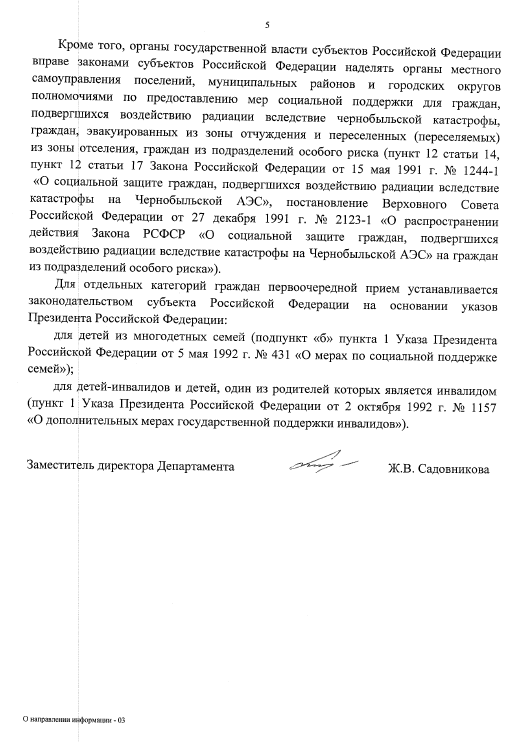 5
Кроме того, органы государственной власти субъектов Российской Федерации
вправе законами субъектов Российской Федерации наделять органы местного
самоуправления поселений, муниципальных районов и городских округов
полномочиями по предоставлению мер социальной поддержки для граждан,
подвергшихся воздействию радиации вследствие чернобыльской катастрофы,
граждан, эвакуированных из зоны отчуждения и переселенных (переселяемых)
из зоны отселения, граждан из подразделений особого риска (пункт 12 статьи 14,
пункт 12 статьи 17 Закона Российской Федерации от 15 мая 1991 г. № 1244-1
«О социальной защите граждан, подвергшихся воздействию радиации вследствие
катастрофы на Чернобыльской АЭС», постановление Верховного Совета
Российской Федерации от 27 декабря 1991 г. № 2123-1 «О распространении
действия Закона РСФСР «О социальной защите граждан, подвергшихся
воздействию радиации вследствие катастрофы на Чернобыльской АЭС» на граждан
из подразделений особого риска»).
Для отдельных категорий граждан первоочередной прием устанавливается
законодательством субъекта Российской Федерации на основании указов
Президента Российской Федерации:
для детей из многодетных семей (подпункт «б» пункта 1 Указа Президента
Российской Федерации от 5 мая 1992 г. № 431 «О мерах по социальной поддержке
семей»);
для детей-инвалидов и детей, один из родителей которых является инвалидом
(пункт 1 Указа Президента Российской Федерации от 2 октября 1992 г. № 1157
«О дополнительных мерах государственной поддержки инвалидов»).
Заместитель директора Департамента Ж.В. Садовникова
О направлении информации - 03